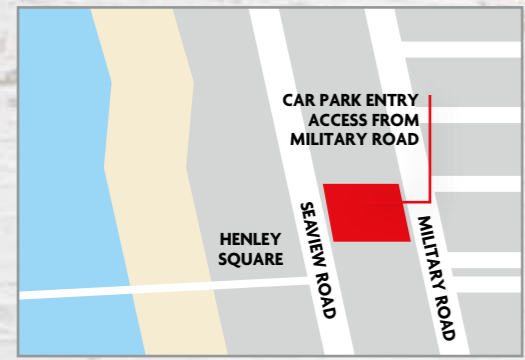 CAR PARK ENTRY
ACCESS FROM
MILITARY ROAD
HENLEY
SQUARE
SEAVIEW ROAD
MILITARY ROAD